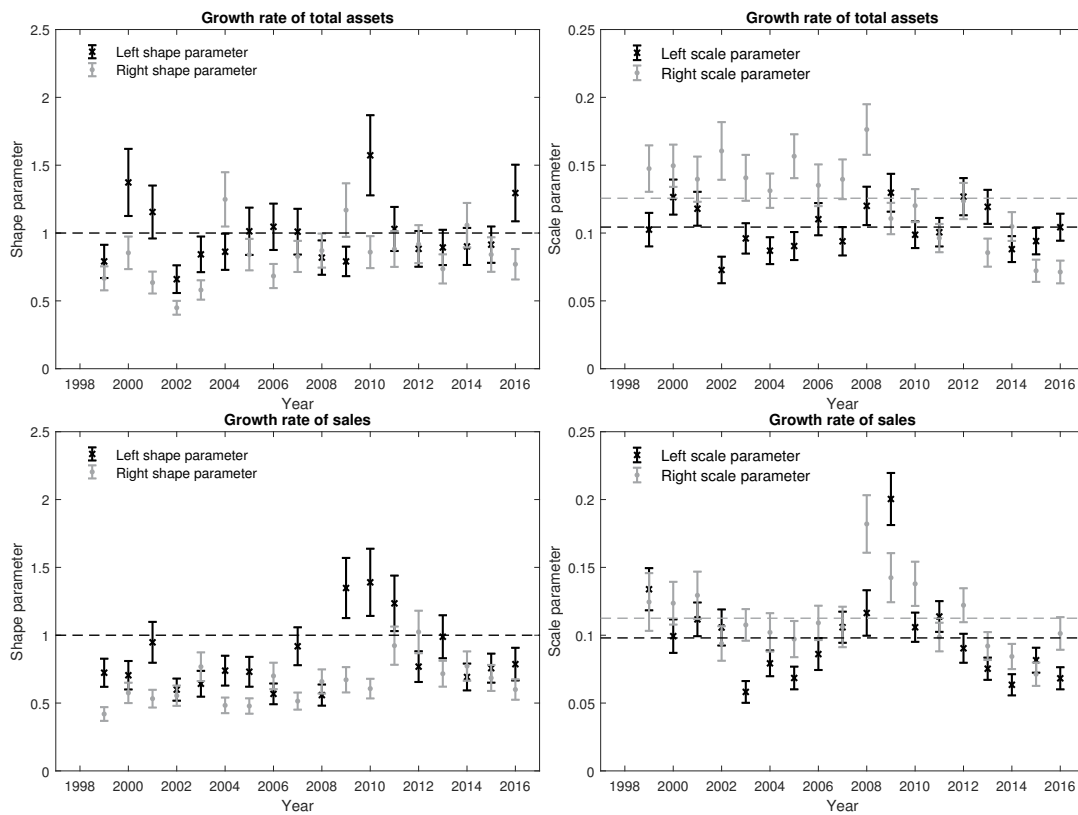 Growth rate of total assets
2.5
2
1.5
1
0.5
0
Shape parameter
Left shape parameter
Right shape parameter
1998 2000 2002 2004 2006 2008 2010 2012 2014 2016
Year
Growth rate of total assets
0.25
0.2
0.15
0.1
0.05
0
Scale parameter
Left scale parameter
Right scale parameter
1998 2000 2002 2004 2006 2008 2010 2012 2014 2016
Year
Growth rate of sales
2.5
2
1.5
1
0.5
0
Shape parameter
Left shape parameter
Right shape parameter
1998 2000 2002 2004 2006 2008 2010 2012 2014 2016
Year
Growth rate of sales
0.25
0.2
0.15
0.1
0.05
0
Scale parameter
Left scale parameter
Right scale parameter
1998 2000 2002 2004 2006 2008 2010 2012 2014 2016
Year